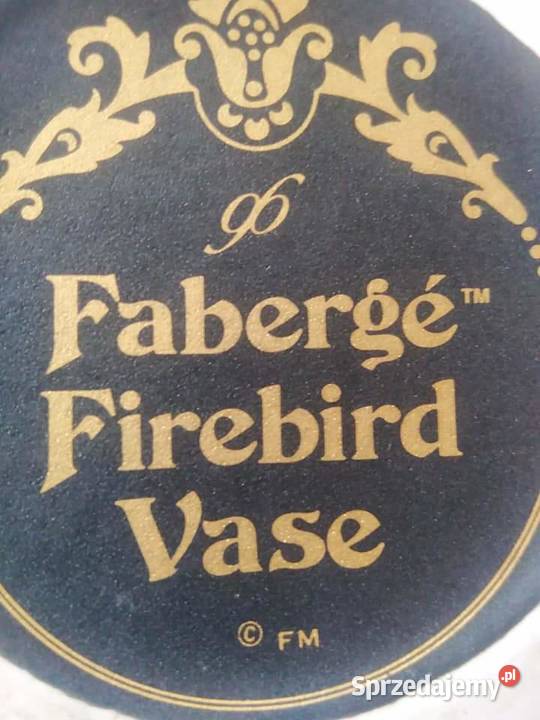 96
Fabergé™
Firebird
Vase
© FM
Sprzedajemy.pl